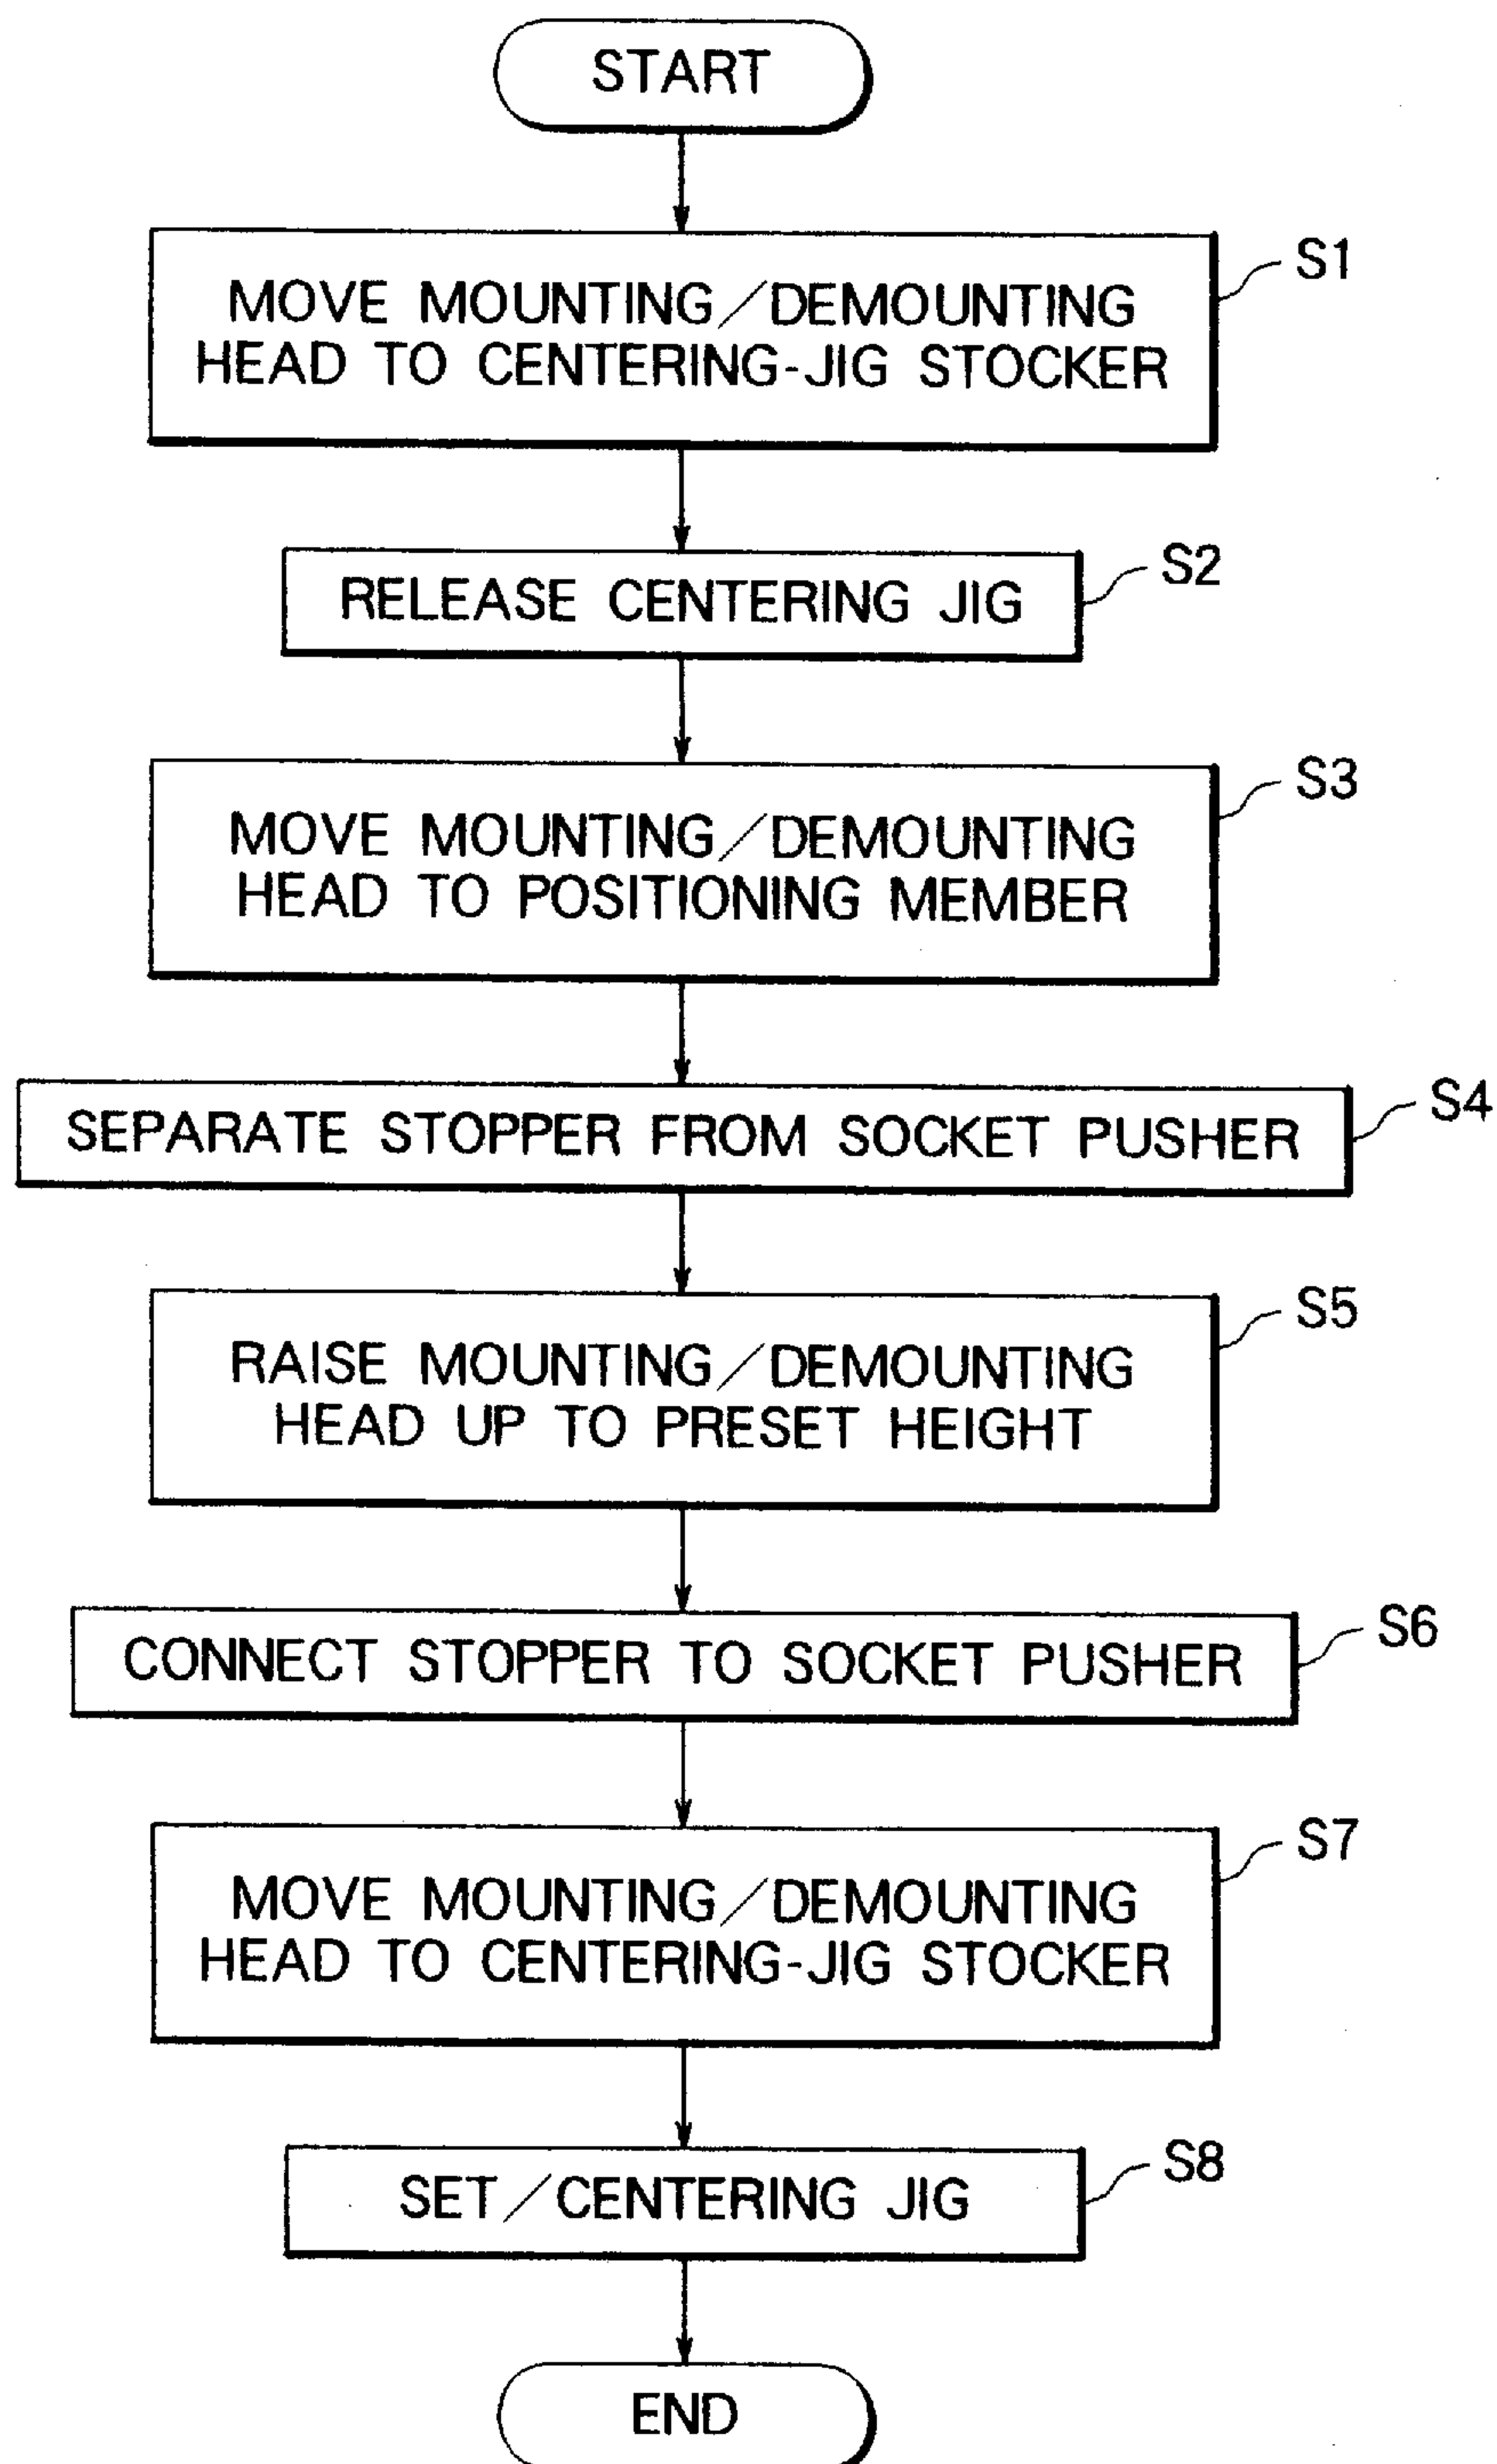 START
S1
MOVE MOUNTING/DEMOUNTING
HEAD TO CENTERING-JIG STOCKER
S2
RELEASE CENTERING JIG
S3
MOVE MOUNTING/DEMOUNTING
HEAD TO POSITIONING MEMBER
S4
SEPARATE STOPPER FROM SOCKET PUSHER
S5
RAISE MOUNTING/DEMOUNTING
HEAD UP TO PRESET HEIGHT
S6
CONNECT STOPPER TO SOCKET PUSHER
S7
MOVE MOUNTING/DEMOUNTING
HEAD TO CENTERING-JIG STOCKER
S8
SET/CENTERING JIG
END